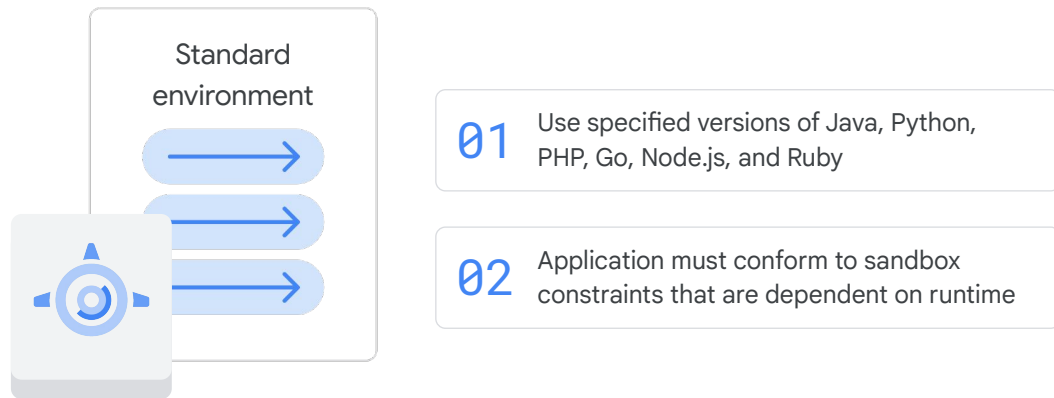 Standard
environment
01
Use specified versions of Java, Python,
PHP, Go, Node.js, and Ruby
02
Application must conform to sandbox
constraints that are dependent on runtime